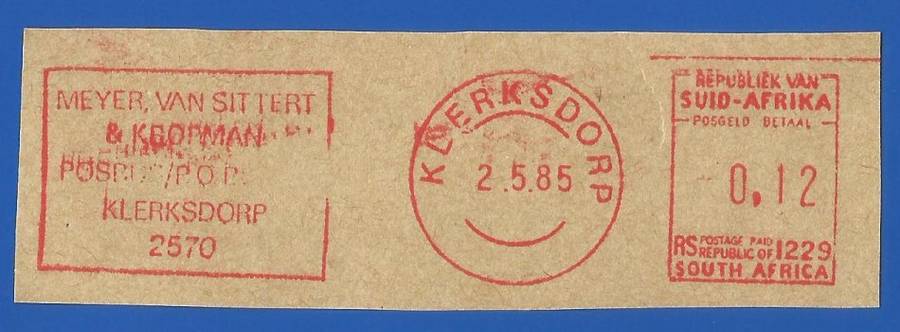 MEYER, VAN SITTERT
& KROPMAN
KLERKSDORP
2570
KLERKSDORP
2.5.85
REPUBLIEK VAN
SUID-AFRIKA
POSGELD BETAAL
0,12
RS POSTAGE PAID REPUBLIC OF 1229
SOUTH AFRICA